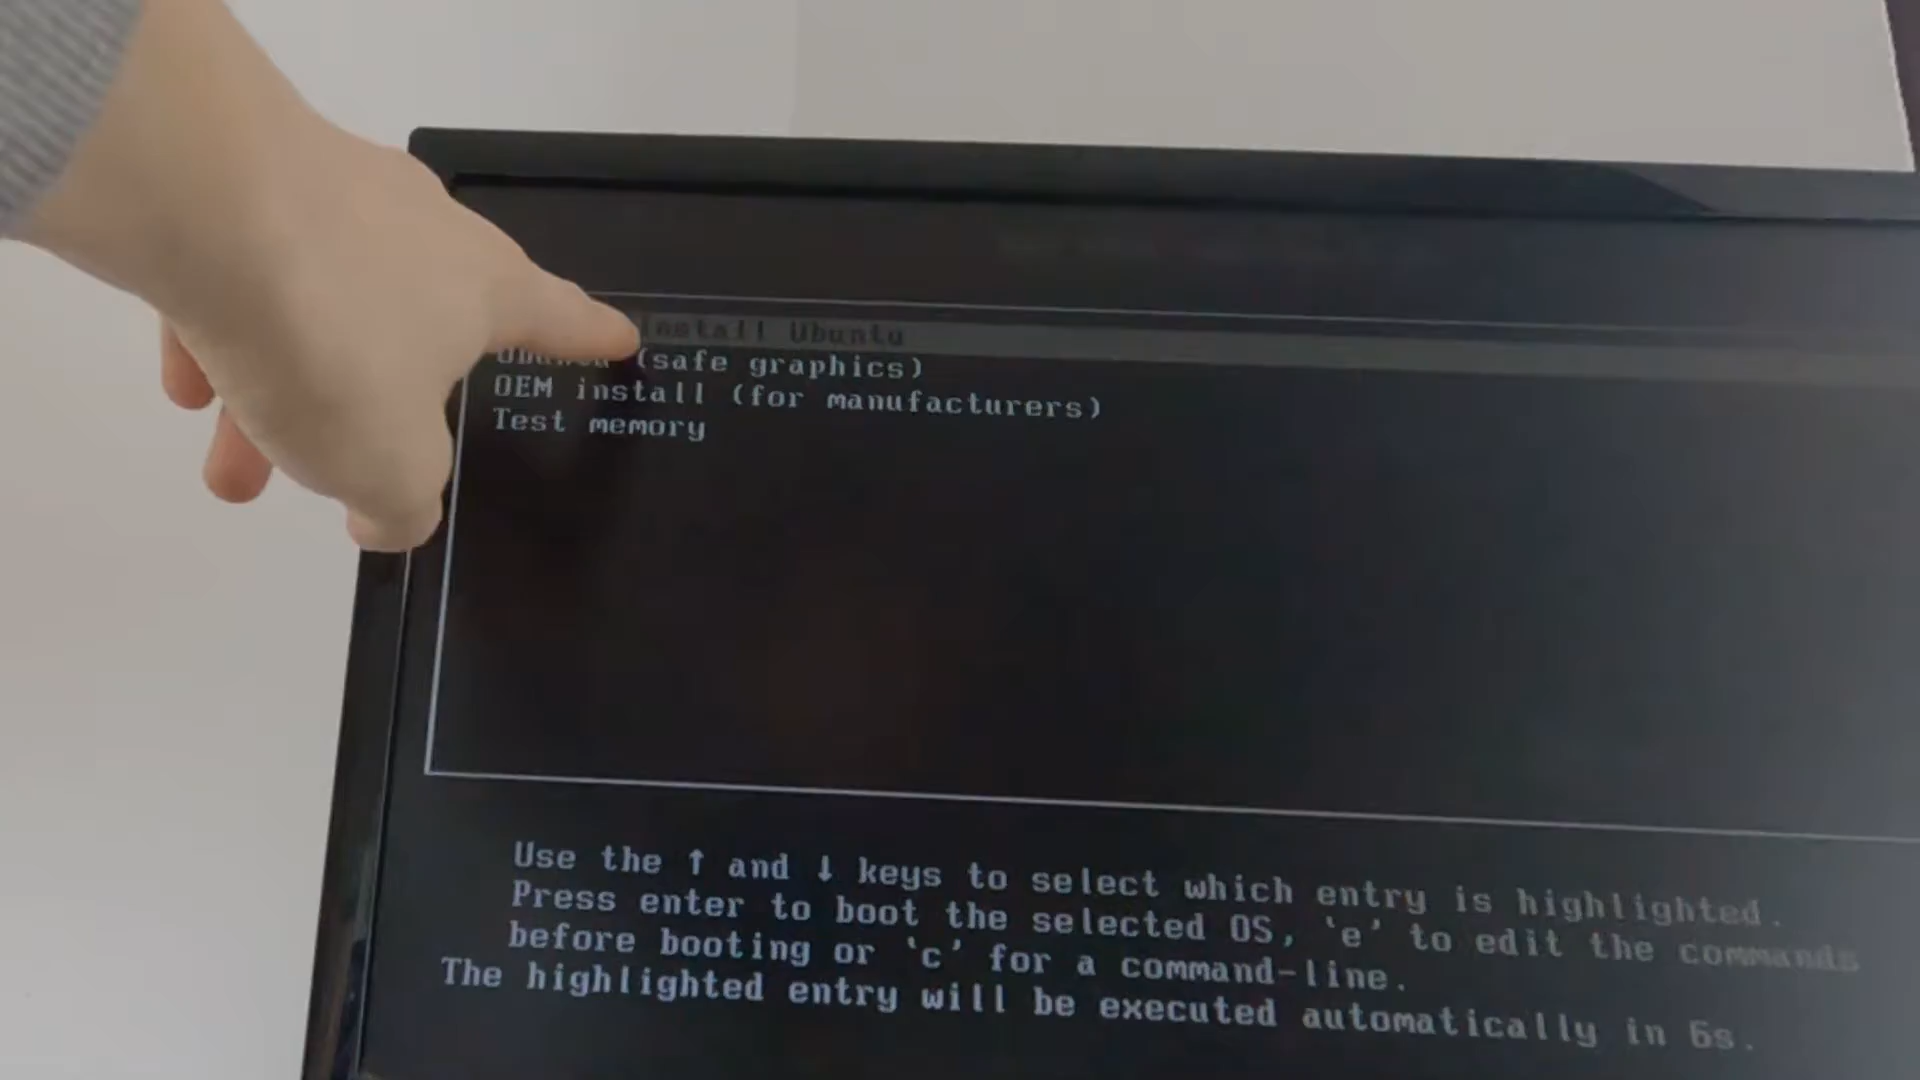 install Ubuntu
Ubuntu (safe graphics)
OEM install (for manufacturers)
Test memory
Use the ↑ and ↓ keys to select which entry is highlighted.
Press enter to boot the selected OS, `e' to edit the commands
before booting or `c' for a command-line.
The highlighted entry will be executed automatically in 6s.